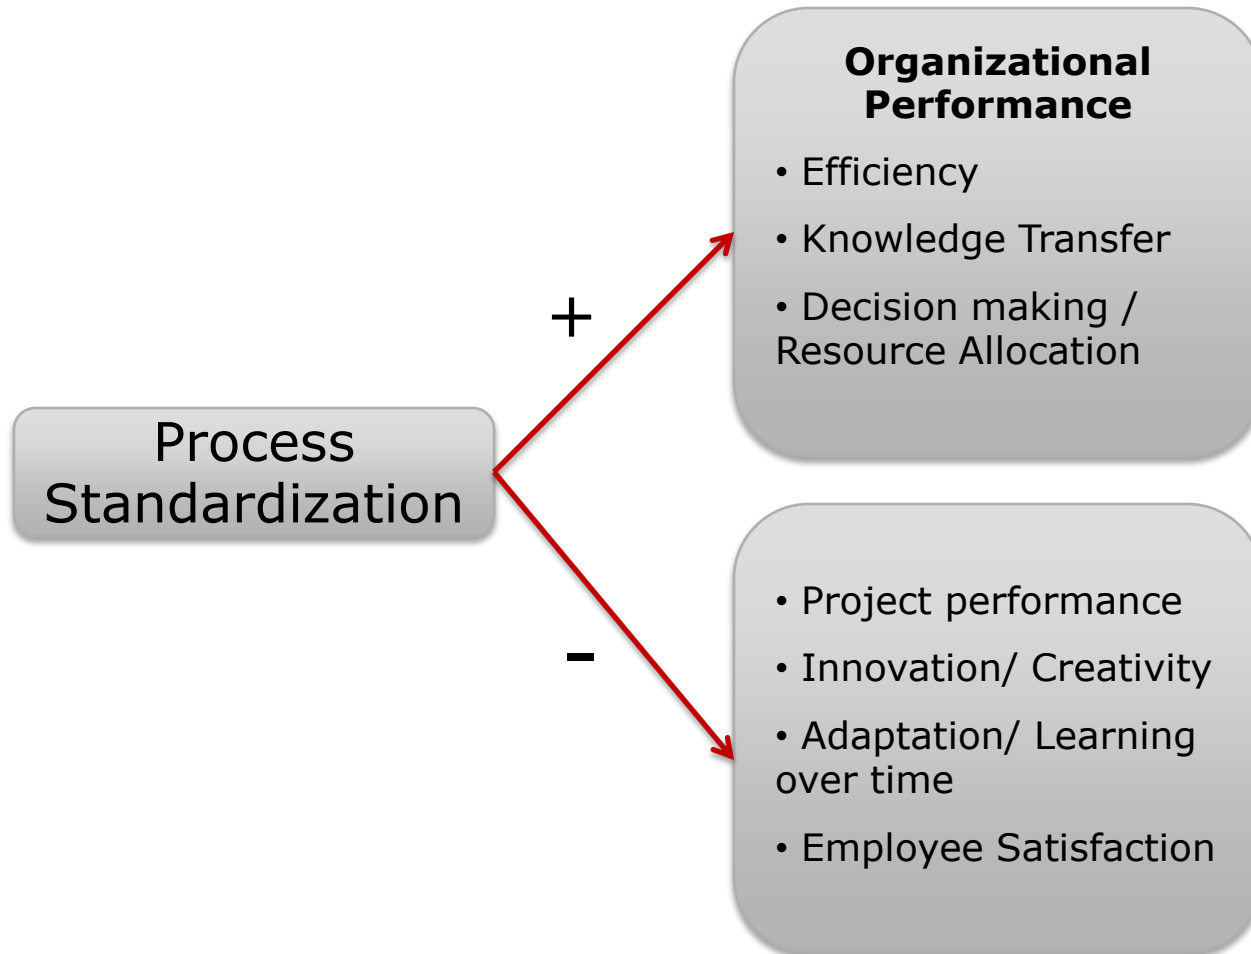 Organizational
Performance
• Efficiency
• Knowledge Transfer
• Decision making /
Resource Allocation
+
Process
Standardization
-
• Project performance
• Innovation/ Creativity
• Adaptation/ Learning
over time
• Employee Satisfaction